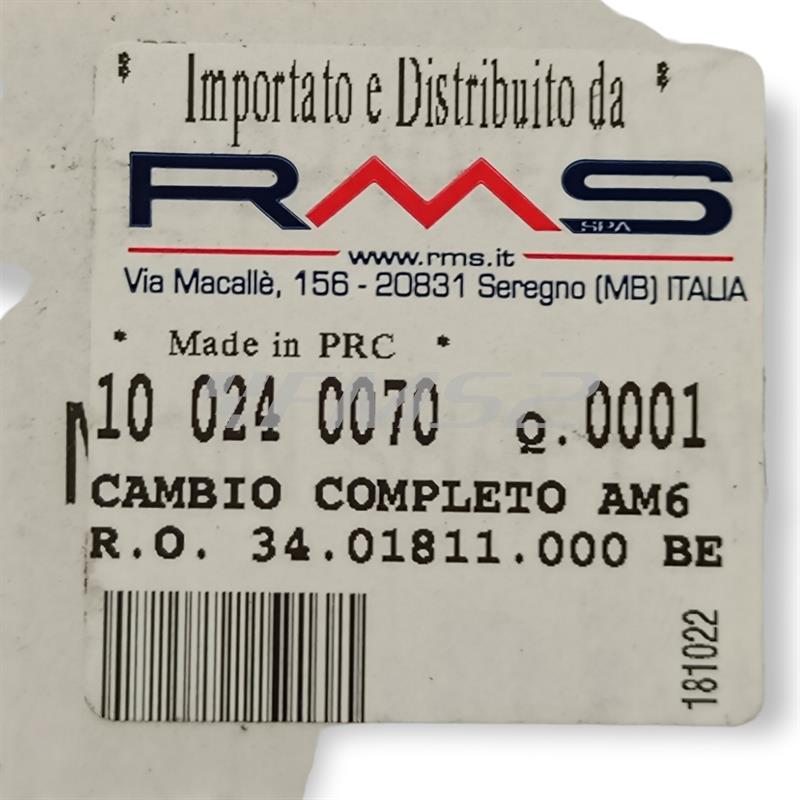 * Importato e Distribuito da *
RMS
SPA
www.rms.it
Via Macallè, 156 - 20831 Seregno (MB) ITALIA
* Made in PRC *
10 024 0070 Q.0001
CAMBIO COMPLETO AM6
R.O. 34.01811.000 BE
181022